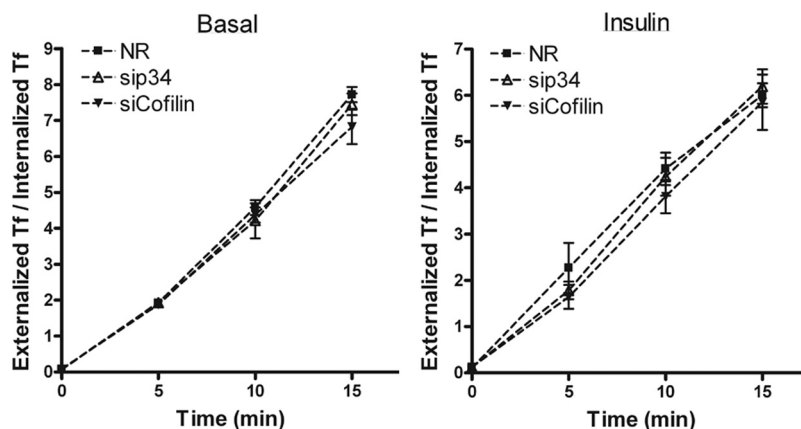 Basal
NR
sip34
siCofilin
Externalized Tf / Internalized Tf
9
8
7
6
5
4
3
2
1
0
0 5 10 15
Time (min)
Insulin
NR
sip34
siCofilin
Externalized Tf / Internalized Tf
7
6
5
4
3
2
1
0
0 5 10 15
Time (min)